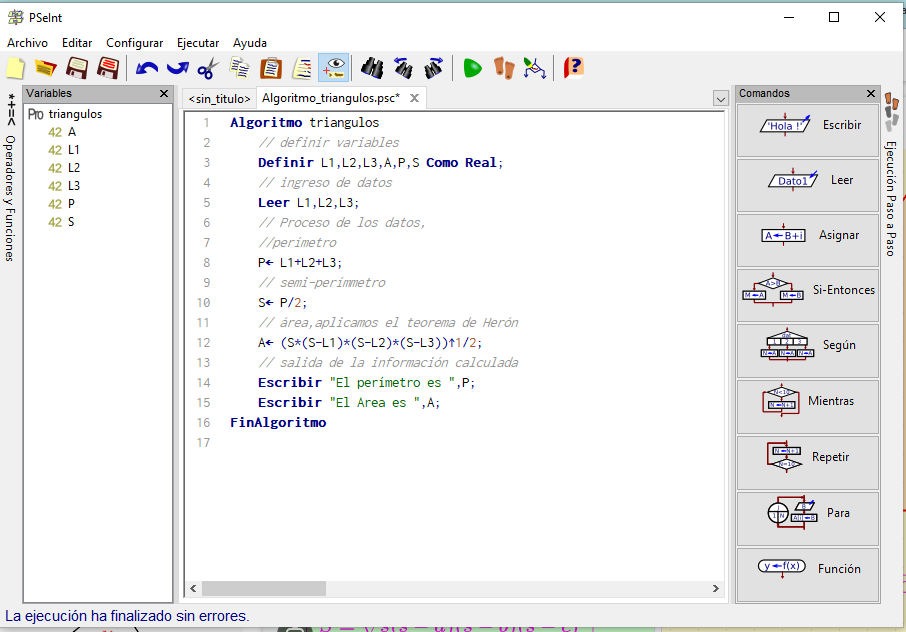 PSeInt
Archivo Editar Configurar Ejecutar Ayuda
Operadores y Funciones
Variables
Pro triangulos
42 A
42 L1
42 L2
42 L3
42 P
42 S
<sin_titulo> Algoritmo_triangulos.psc*
1 Algoritmo triangulos
2 // definir variables
3 Definir L1,L2,L3,A,P,S Como Real;
4 // ingreso de datos
5 Leer L1,L2,L3;
6 // Proceso de los datos,
7 //perímetro
8 P← L1+L2+L3;
9 // semi-perímmetro
10 S← P/2;
11 // área,aplicamos el teorema de Herón
12 A← (S*(S-L1)*(S-L2)*(S-L3))↑1/2;
13 // salida de la información calculada
14 Escribir "El perímetro es ",P;
15 Escribir "El Area es ",A;
16 FinAlgoritmo
17
Comandos
'Hola !' Escribir
Dato1 Leer
A←B+i Asignar
A>B M←A M←B Si-Entonces
Según
Mientras
Repetir
Para
y←f(x) Función
Ejecución Paso a Paso
La ejecución ha finalizado sin errores.